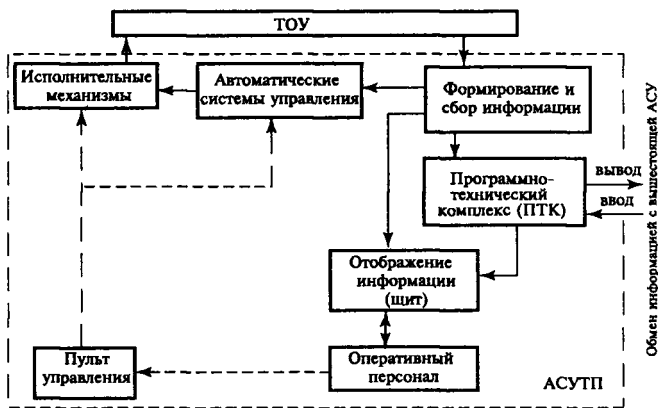 ТОУ
Исполнительные
механизмы
Автоматические
системы управления
Формирование и
сбор информации
Программно-
технический
комплекс (ПТК)
вывод
ввод
Обмен информацией с вышестоящей АСУ
Отображение
информации
(щит)
Пульт
управления
Оперативный
персонал
АСУТП